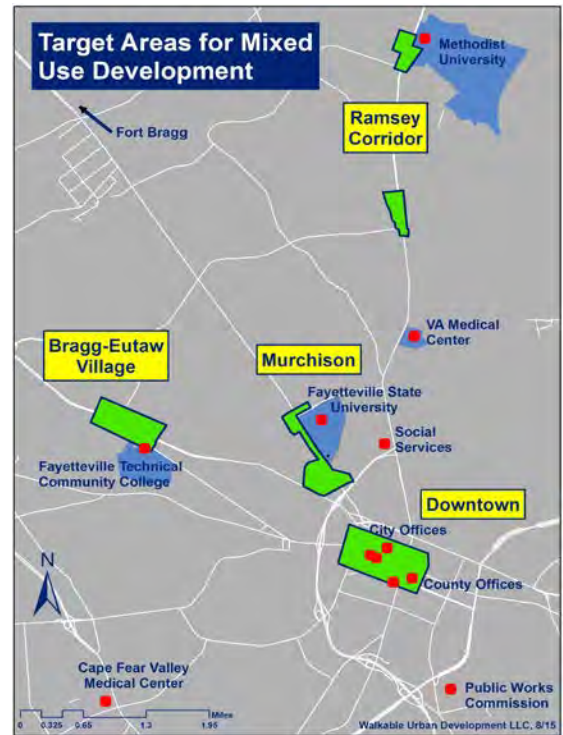 Target Areas for Mixed
Use Development
Methodist
University
Fort Bragg
Ramsey
Corridor
VA Medical
Center
Bragg-Eutaw
Village
Murchison
Fayetteville State
University
Social
Services
Fayetteville Technical
Community College
Downtown
City Offices
N
County Offices
Cape Fear Valley
Medical Center
Public Works
Commission
Miles
0 0.325 0.65 1.3 1.95
Walkable Urban Development LLC, 8/15